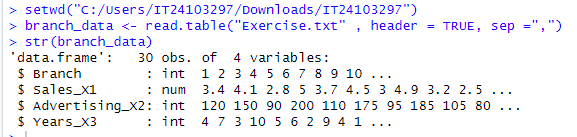 > setwd("C:/Users/IT24103297/Downloads/IT24103297")
> branch_data <- read.table("Exercise.txt" , header = TRUE, sep =",")
> str(branch_data)
'data.frame':   30 obs. of  4 variables:
 $ Branch        : int  1 2 3 4 5 6 7 8 9 10 ...
 $ Sales_X1      : num  3.4 4.1 2.8 5 3.7 4.5 3 4.9 3.2 2.5 ...
 $ Advertising_X2: int  120 150 90 200 110 175 95 185 105 80 ...
 $ Years_X3      : int  4 7 3 10 5 6 2 9 4 1 ...
>